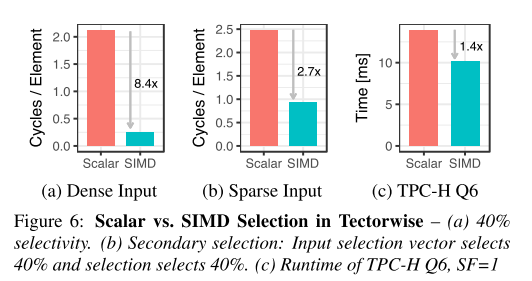 Cycles / Element
2.0
1.5
1.0
0.5
0.0
8.4x
Scalar SIMD
(a) Dense Input
Cycles / Element
2.5
2.0
1.5
1.0
0.5
0.0
2.7x
Scalar SIMD
(b) Sparse Input
Time [ms]
10
5
0
1.4x
Scalar SIMD
(c) TPC-H Q6
Figure 6: Scalar vs. SIMD Selection in Tectorwise – (a) 40%
selectivity. (b) Secondary selection: Input selection vector selects
40% and selection selects 40%. (c) Runtime of TPC-H Q6, SF=1